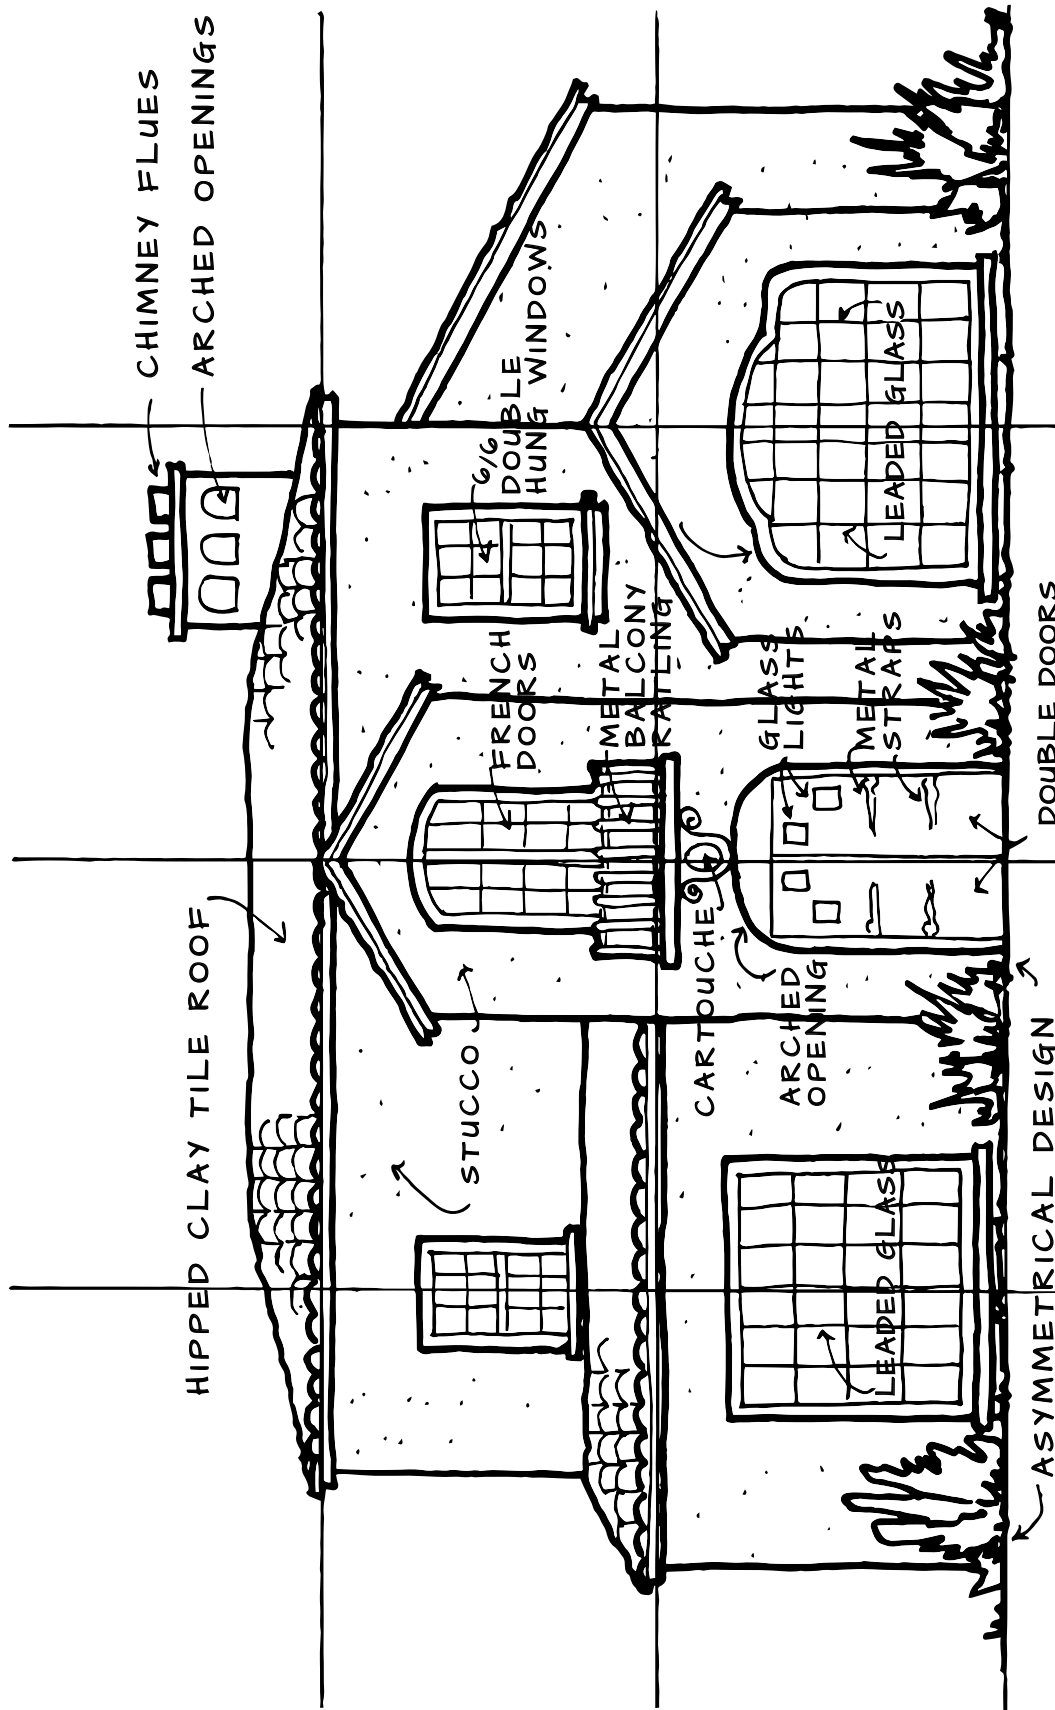 CHIMNEY FLUES
ARCHED OPENINGS
HIPPED CLAY TILE ROOF
6/6
DOUBLE
HUNG WINDOWS
STUCCO
FRENCH
DOORS
METAL
BALCONY
RAILING
CARTOUCHE
GLASS
LIGHTS
ARCHED
OPENING
METAL
STRAPS
LEADED GLASS
LEADED GLASS
ASYMMETRICAL DESIGN
DOUBLE DOORS